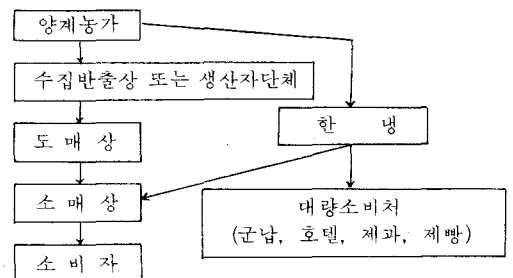 양계농가
수집반출상 또는 생산자단체
도 매 상
한 냉
소 매 상
대량소비처
(군납, 호텔, 제과, 제빵)
소 비 자